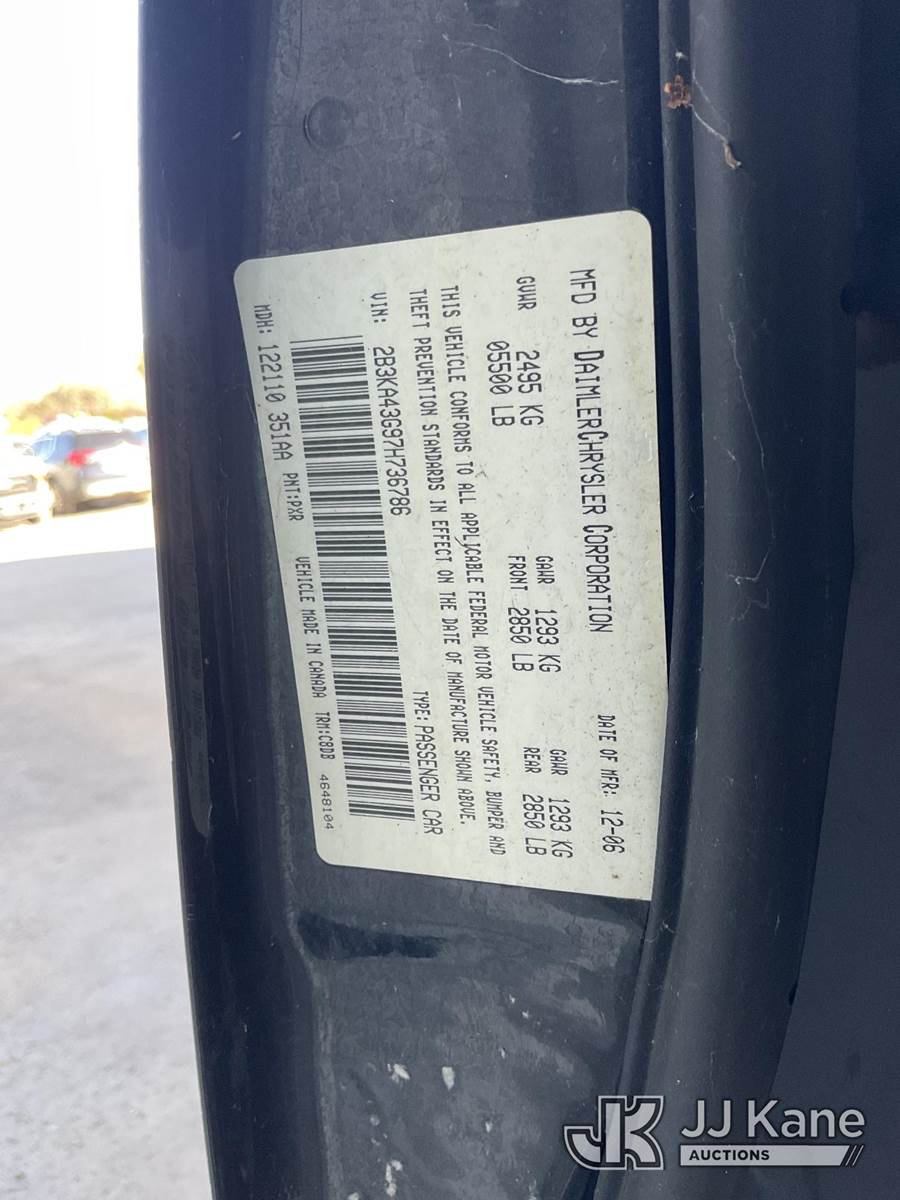 MFD BY DAIMLERCHRYSLER CORPORATION DATE OF MFR: 12-06
GVWR 2495 KG GAWR 1293 KG GAWR 1293 KG
05500 LB FRONT 2850 LB REAR 2850 LB
THIS VEHICLE CONFORMS TO ALL APPLICABLE FEDERAL MOTOR VEHICLE SAFETY, BUMPER AND
THEFT PREVENTION STANDARDS IN EFFECT ON THE DATE OF MANUFACTURE SHOWN ABOVE.
VIN: 2B3KA43G97H736786 TYPE: PASSENGER CAR
MDH: 122110 351AA PNT:PXR VEHICLE MADE IN CANADA TRM:C8DB 4648104
JK JJ Kane
AUCTIONS